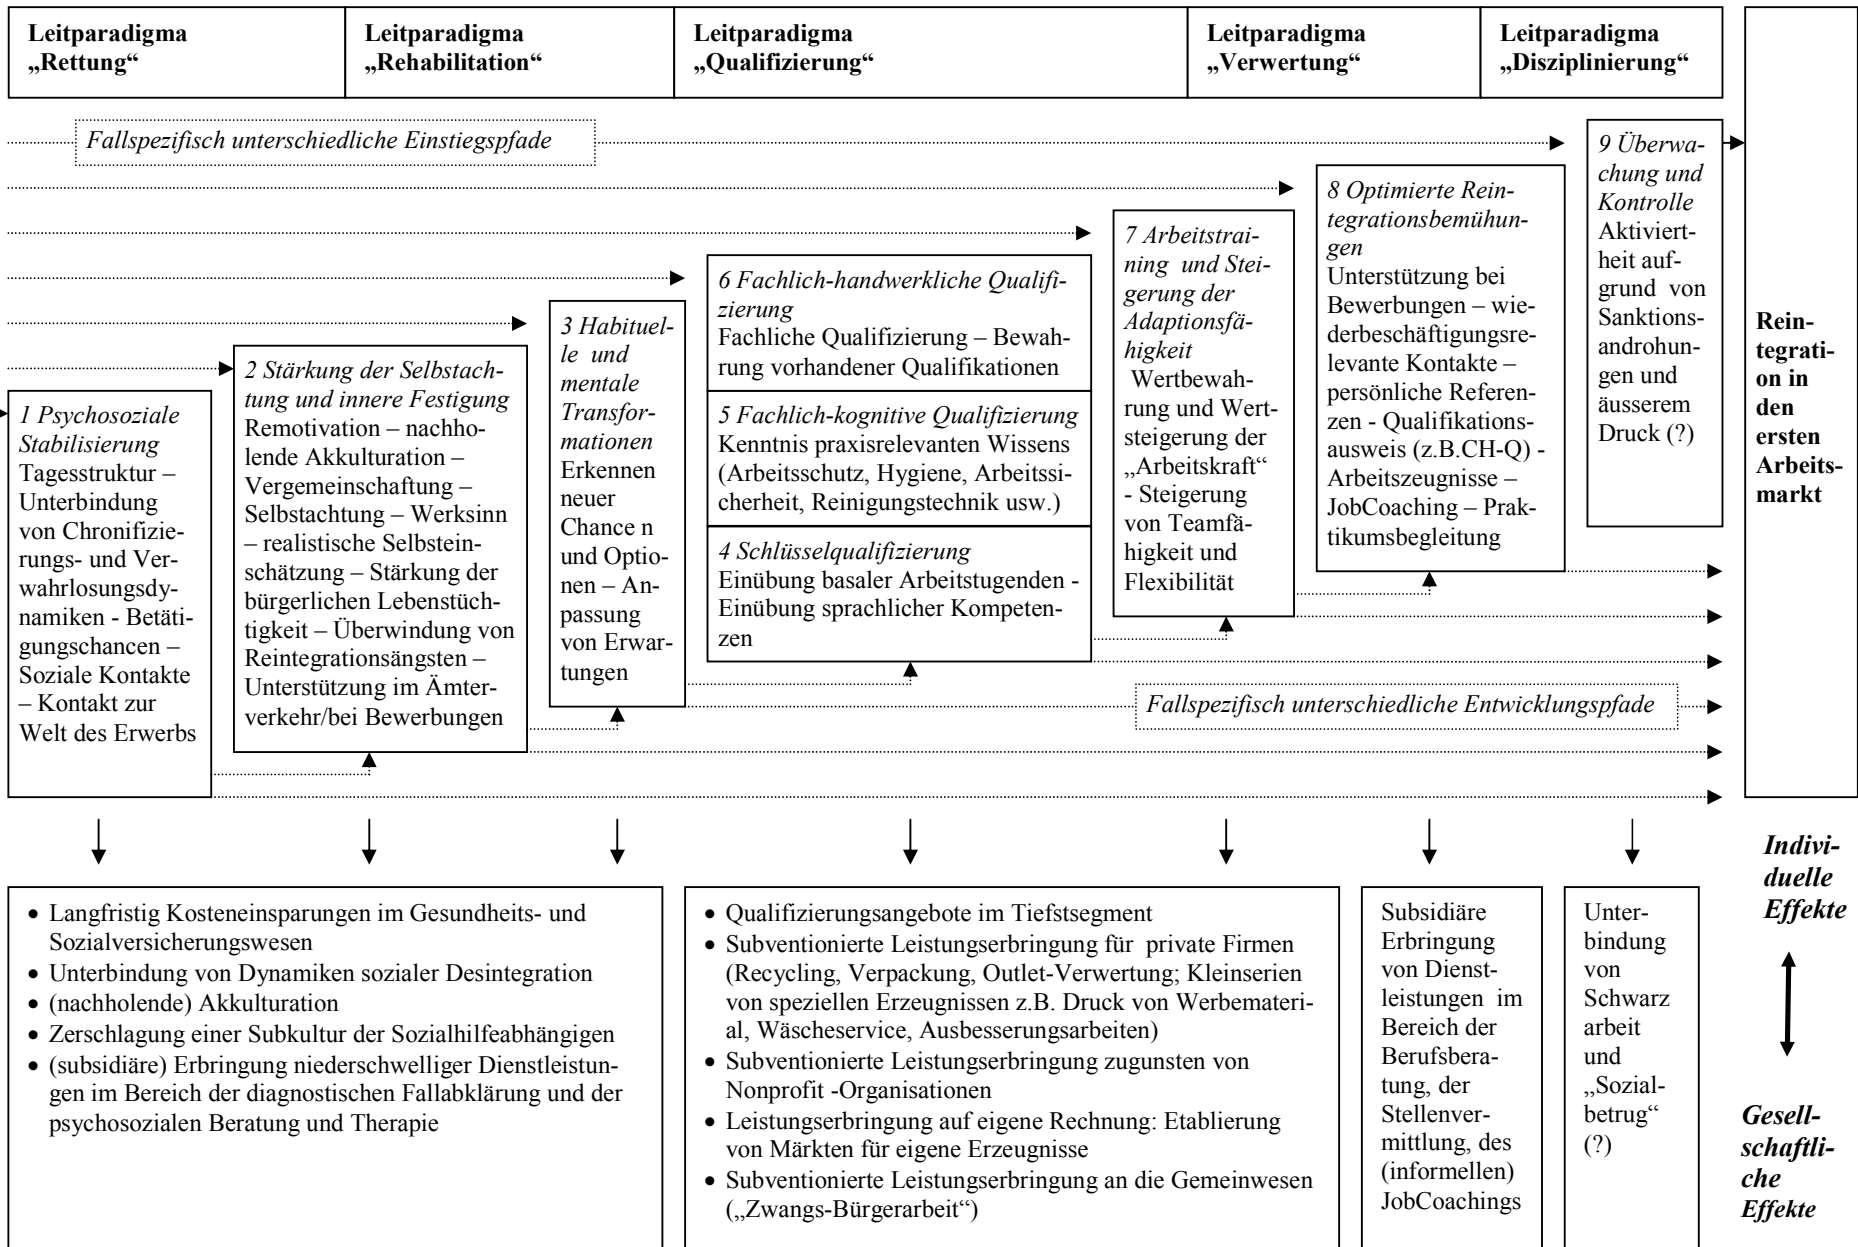 Leitparadigma
„Rettung“
Leitparadigma
„Rehabilitation“
Leitparadigma
„Qualifizierung“
Leitparadigma
„Verwertung“
Leitparadigma
„Disziplinierung“
Fallspezifisch unterschiedliche Einstiegspfade
1 Psychosoziale
Stabilisierung
Tagesstruktur –
Unterbindung
von Chronifizie-
rungs- und Ver-
wahrlosungsdy-
namiken - Betäti-
gungschancen –
Soziale Kontakte
– Kontakt zur
Welt des Erwerbs
2 Stärkung der Selbstach-
tung und innere Festigung
Remotivation – nachho-
lende Akkulturation –
Vergemeinschaftung –
Selbstachtung – Werksinn
– realistische Selbstein-
schätzung – Stärkung der
bürgerlichen Lebenstüch-
tigkeit – Überwindung von
Reintegrationsängsten –
Unterstützung im Ämter-
verkehr/bei Bewerbungen
3 Habituel-
le und
mentale
Transfor-
mationen
Erkennen
neuer
Chance n
und Optio-
nen – An-
passung
von Erwar-
tungen
6 Fachlich-handwerkliche Qualifi-
zierung
Fachliche Qualifizierung – Bewah-
rung vorhandener Qualifikationen
5 Fachlich-kognitive Qualifizierung
Kenntnis praxisrelevanten Wissens
(Arbeitsschutz, Hygiene, Arbeitssi-
cherheit, Reinigungstechnik usw.)
4 Schlüsselqualifizierung
Einübung basaler Arbeitstugenden -
Einübung sprachlicher Kompeten-
zen
7 Arbeitstrai-
ning und Stei-
gerung der
Adaptionsfä-
higkeit
Wertbewah-
rung und Wert-
steigerung der
„Arbeitskraft“
- Steigerung
von Teamfä-
higkeit und
Flexibilität
8 Optimierte Rein-
tegrationsbemühun-
gen
Unterstützung bei
Bewerbungen – wie-
derbeschäftigungsre-
levante Kontakte –
persönliche Referen-
zen - Qualifikations-
ausweis (z.B.CH-Q) -
Arbeitszeugnisse –
JobCoaching – Prak-
tikumsbegleitung
9 Überwa-
chung und
Kontrolle
Aktiviert-
heit auf-
grund von
Sanktions-
androhun-
gen und
äusserem
Druck (?)
Rein-
tegrati-
on in
den
ersten
Arbeits-
markt
Fallspezifisch unterschiedliche Entwicklungspfade
• Langfristig Kosteneinsparungen im Gesundheits- und
Sozialversicherungswesen
• Unterbindung von Dynamiken sozialer Desintegration
• (nachholende) Akkulturation
• Zerschlagung einer Subkultur der Sozialhilfeabhängigen
• (subsidiäre) Erbringung niederschwelliger Dienstleistun-
gen im Bereich der diagnostischen Fallabklärung und der
psychosozialen Beratung und Therapie
• Qualifizierungsangebote im Tiefstsegment
• Subventionierte Leistungserbringung für private Firmen
(Recycling, Verpackung, Outlet-Verwertung; Kleinserien
von speziellen Erzeugnissen z.B. Druck von Werbemateri-
al, Wäscheservice, Ausbesserungsarbeiten)
• Subventionierte Leistungserbringung zugunsten von
Nonprofit -Organisationen
• Leistungserbringung auf eigene Rechnung: Etablierung
von Märkten für eigene Erzeugnisse
• Subventionierte Leistungserbringung an die Gemeinwesen
(„Zwangs-Bürgerarbeit“)
Subsidiäre
Erbringung
von Dienst-
leistungen im
Bereich der
Berufsbera-
tung, der
Stellenver-
mittlung, des
(informellen)
JobCoachings
Unter-
bindung
von
Schwarz
arbeit
und
„Sozial-
betrug“
(?)
Indivi-
duelle
Effekte
Gesell-
schaftli-
che
Effekte